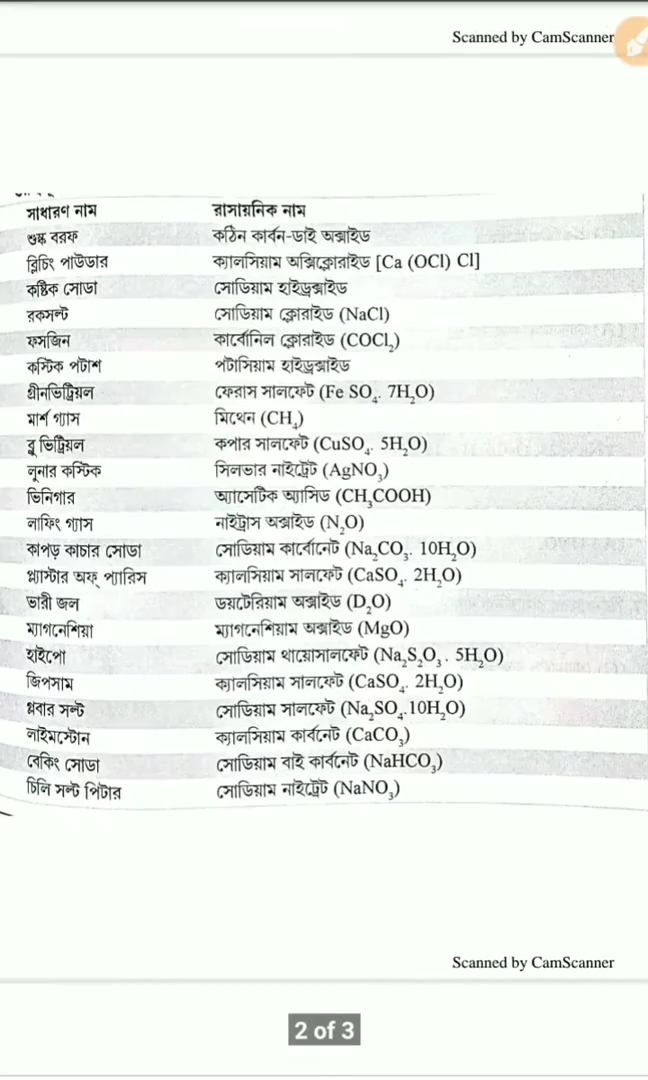 Scanned by CamScanner
সাধারণ নাম রাসায়নিক নাম
শুষ্ক বরফ কঠিন কার্বন-ডাই অক্সাইড
ব্লিচিং পাউডার ক্যালসিয়াম অক্সিক্লোরাইড [Ca (OCl) Cl]
কষ্টিক সোডা সোডিয়াম হাইড্রক্সাইড
রকসল্ট সোডিয়াম ক্লোরাইড (NaCl)
ফসজিন কার্বোনিল ক্লোরাইড (COCl₂)
কস্টিক পটাশ পটাসিয়াম হাইড্রক্সাইড
গ্রীনভিট্রিয়ল ফেরাস সালফেট (Fe SO₄. 7H₂O)
মার্শ গ্যাস মিথেন (CH₄)
ব্লু ভিট্রিয়ল কপার সালফেট (CuSO₄. 5H₂O)
লুনার কস্টিক সিলভার নাইট্রেট (AgNO₃)
ভিনিগার অ্যাসেটিক অ্যাসিড (CH₃COOH)
লাফিং গ্যাস নাইট্রাস অক্সাইড (N₂O)
কাপড় কাচার সোডা সোডিয়াম কার্বোনেট (Na₂CO₃. 10H₂O)
প্ল্যাস্টার অফ্ প্যারিস ক্যালসিয়াম সালফেট (CaSO₄. 2H₂O)
ভারী জল ডয়টেরিয়াম অক্সাইড (D₂O)
ম্যাগনেশিয়া ম্যাগনেশিয়াম অক্সাইড (MgO)
হাইপো সোডিয়াম থায়োসালফেট (Na₂S₂O₃. 5H₂O)
জিপসাম ক্যালসিয়াম সালফেট (CaSO₄. 2H₂O)
গ্লবার সল্ট সোডিয়াম সালফেট (Na₂SO₄.10H₂O)
লাইমস্টোন ক্যালসিয়াম কার্বনেট (CaCO₃)
বেকিং সোডা সোডিয়াম বাই কার্বনেট (NaHCO₃)
চিলি সল্ট পিটার সোডিয়াম নাইট্রেট (NaNO₃)
Scanned by CamScanner
2 of 3